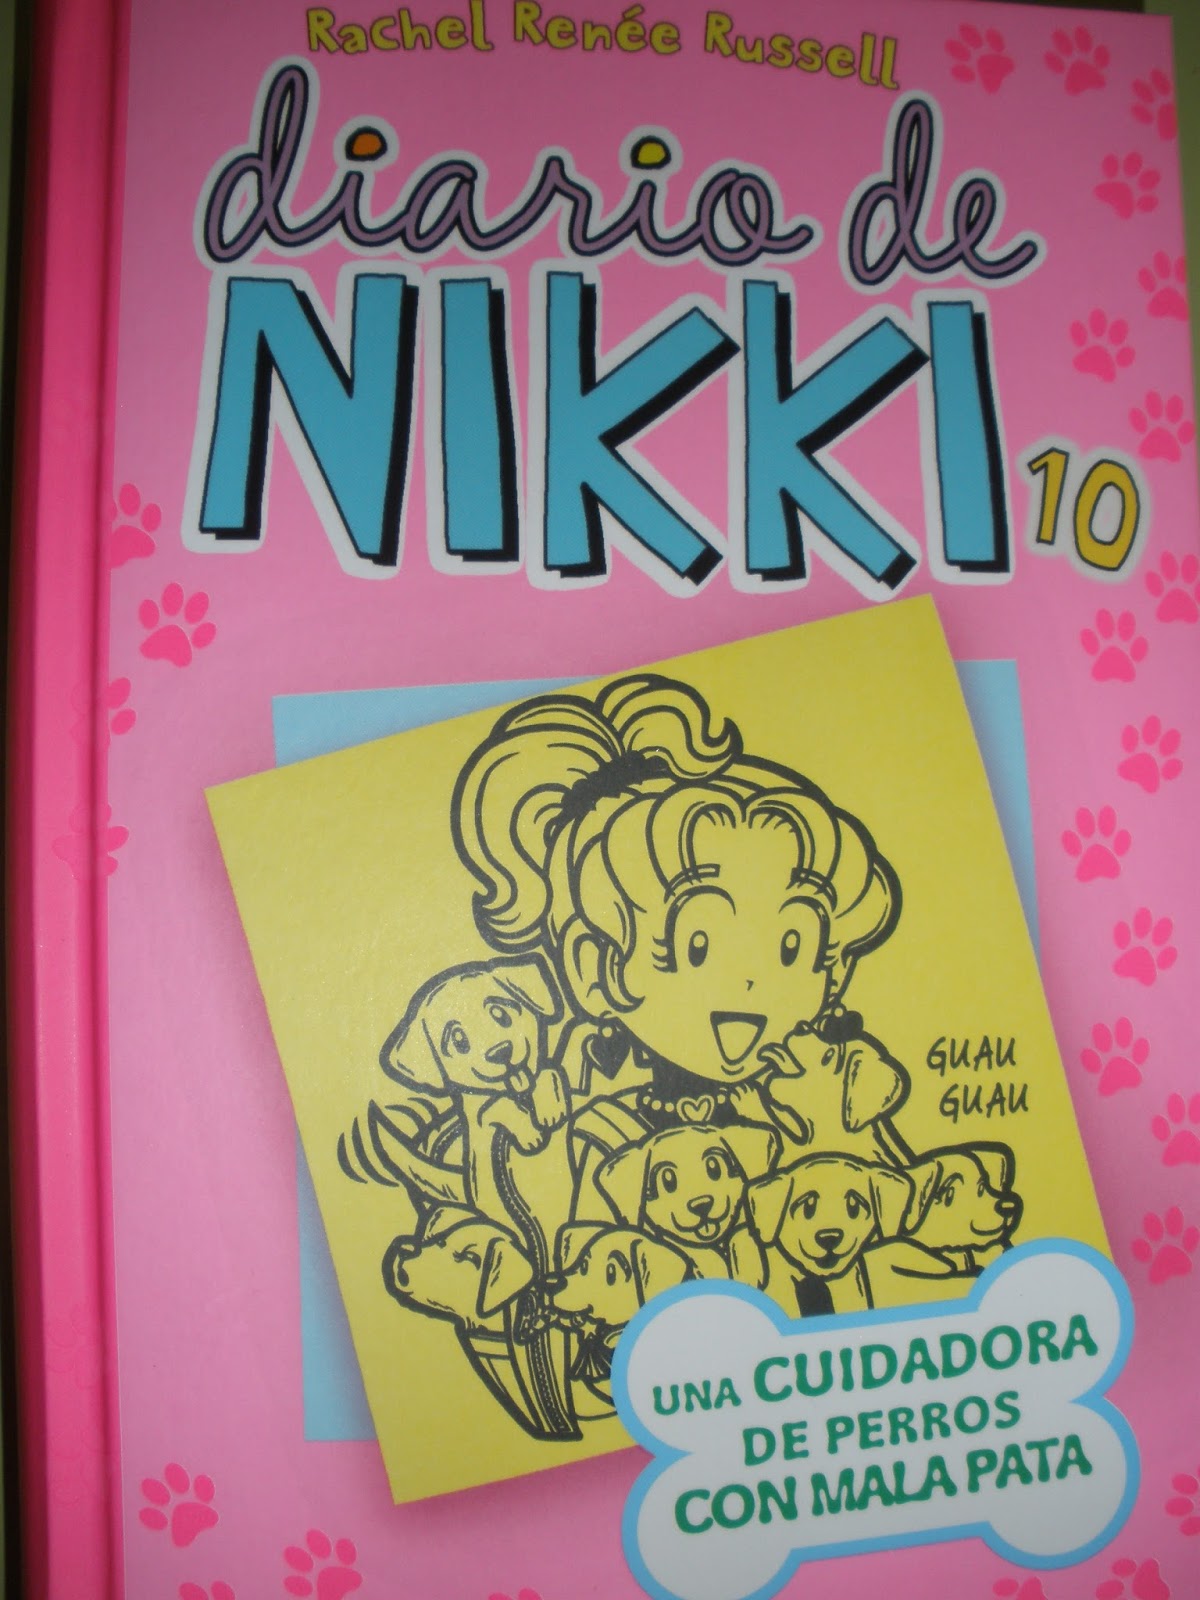 Rachel Renée Russell
diario de
NIKKI 10
GUAU
GUAU
UNA CUIDADORA
DE PERROS
CON MALA PATA